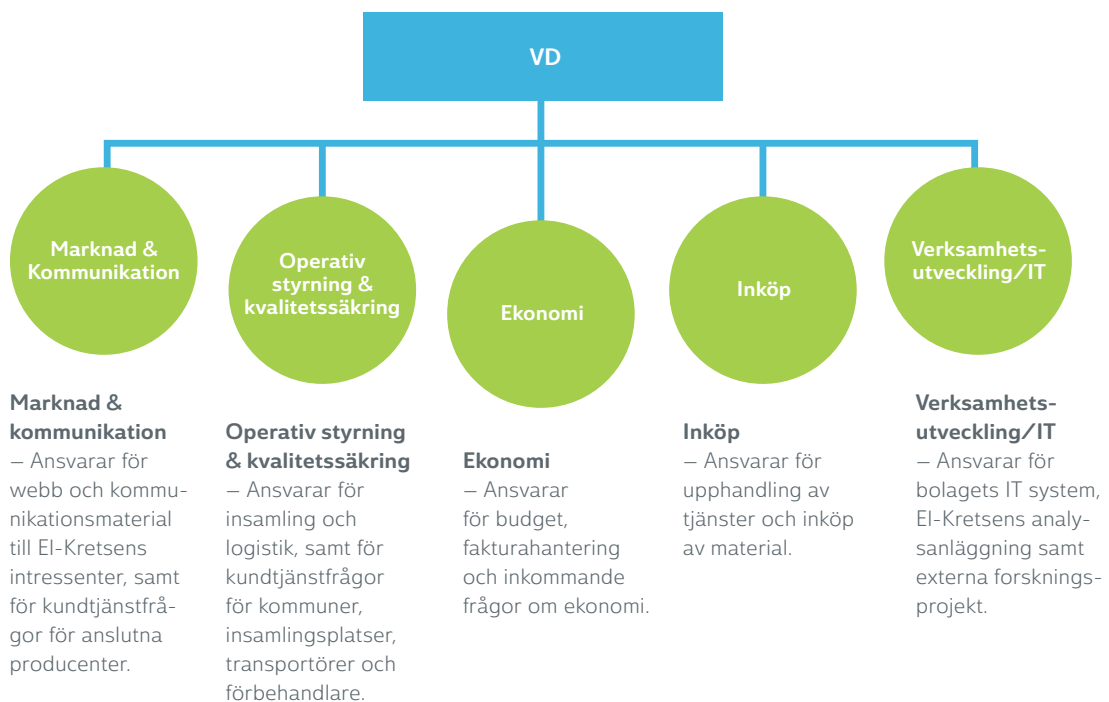 VD
Marknad &
Kommunikation
Operativ
styrning &
kvalitetssäkring
Ekonomi
Inköp
Verksamhets-
utveckling/IT
Marknad &
kommunikation
– Ansvarar för
webb och kommu-
nikationsmaterial
till El-Kretsens
intressenter, samt
för kundtjänstfrå-
gor för anslutna
producenter.
Operativ styrning
& kvalitetssäkring
– Ansvarar för
insamling och
logistik, samt för
kundtjänstfrågor
för kommuner,
insamlingsplatser,
transportörer och
förbehandlare.
Ekonomi
– Ansvarar
för budget,
fakturahantering
och inkommande
frågor om ekonomi.
Inköp
– Ansvarar för
upphandling av
tjänster och inköp
av material.
Verksamhets-
utveckling/IT
– Ansvarar för
bolagets IT system,
El-Kretsens analy-
sanläggning samt
externa forsknings-
projekt.